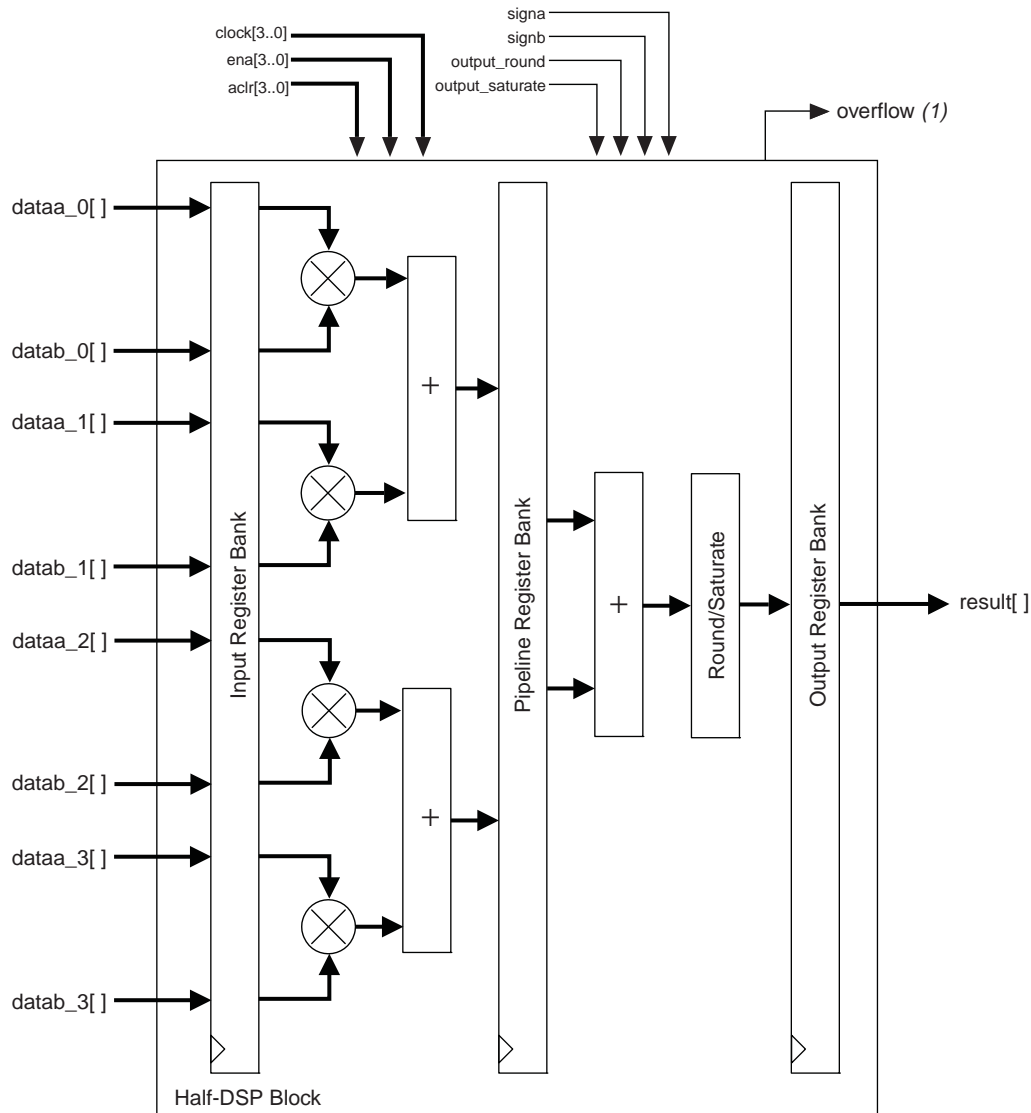 clock[3..0]
ena[3..0]
aclr[3..0]
signa
signb
output_round
output_saturate
overflow (1)
dataa_0[ ]
datab_0[ ]
dataa_1[ ]
datab_1[ ]
dataa_2[ ]
datab_2[ ]
dataa_3[ ]
datab_3[ ]
Input Register Bank
+
+
Pipeline Register Bank
+
Round/Saturate
Output Register Bank
result[ ]
Half-DSP Block